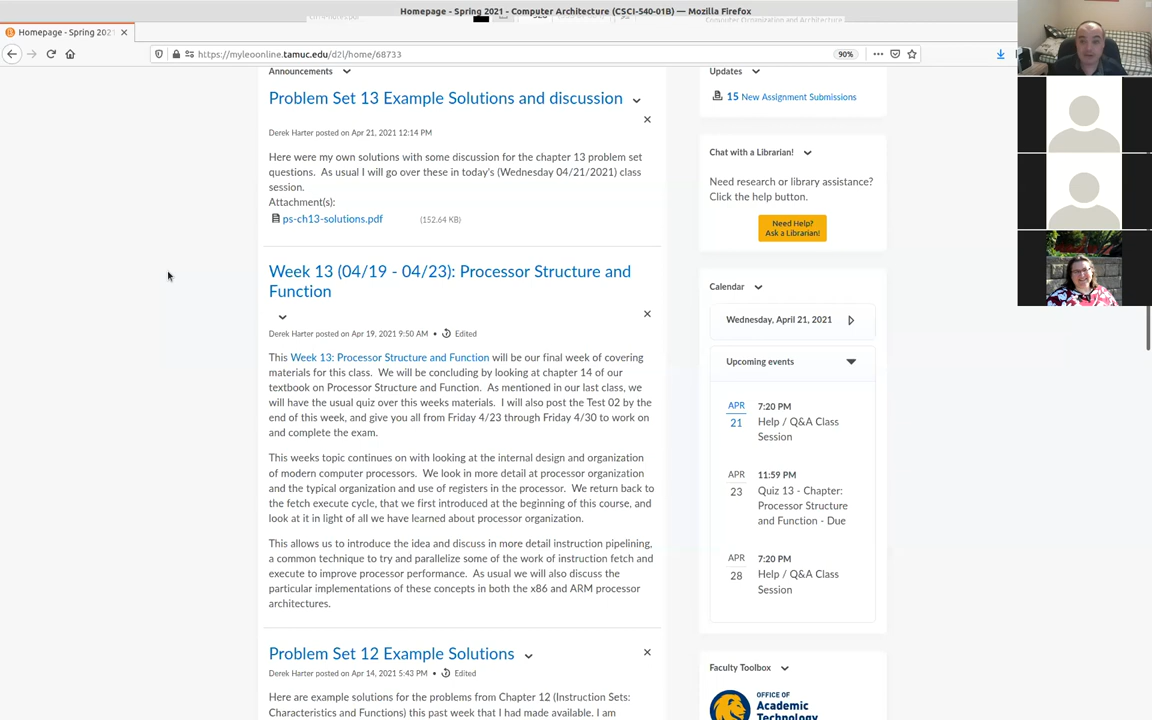 Homepage - Spring 2021 - Computer Architecture (CSCI-540-01B) — Mozilla Firefox
Homepage - Spring 2021
https://myleoonline.tamuc.edu/d2l/home/68733
90%
Announcements
Problem Set 13 Example Solutions and discussion
Derek Harter posted on Apr 21, 2021 12:14 PM
Here were my own solutions with some discussion for the chapter 13 problem set
questions. As usual I will go over these in today's (Wednesday 04/21/2021) class
session.
Attachment(s):
ps-ch13-solutions.pdf (152.64 KB)
Week 13 (04/19 - 04/23): Processor Structure and
Function
Derek Harter posted on Apr 19, 2021 9:50 AM • Edited
This Week 13: Processor Structure and Function will be our final week of covering
materials for this class. We will be concluding by looking at chapter 14 of our
textbook on Processor Structure and Function. As mentioned in our last class, we
will have the usual quiz over this weeks materials. I will also post the Test 02 by the
end of this week, and give you all from Friday 4/23 through Friday 4/30 to work on
and complete the exam.
This weeks topic continues on with looking at the internal design and organization
of modern computer processors. We look in more detail at processor organization
and the typical organization and use of registers in the processor. We return back to
the fetch execute cycle, that we first introduced at the beginning of this course, and
look at it in light of all we have learned about processor organization.
This allows us to introduce the idea and discuss in more detail instruction pipelining,
a common technique to try and parallelize some of the work of instruction fetch and
execute to improve processor performance. As usual we will also discuss the
particular implementations of these concepts in both the x86 and ARM processor
architectures.
Problem Set 12 Example Solutions
Derek Harter posted on Apr 14, 2021 5:43 PM • Edited
Here are example solutions for the problems from Chapter 12 (Instruction Sets:
Characteristics and Functions) this past week that I had made available. I am
Updates
15 New Assignment Submissions
Chat with a Librarian!
Need research or library assistance?
Click the help button.
Need Help?
Ask a Librarian!
Calendar
Wednesday, April 21, 2021
Upcoming events
APR
21
7:20 PM
Help / Q&A Class
Session
APR
23
11:59 PM
Quiz 13 - Chapter:
Processor Structure
and Function - Due
APR
28
7:20 PM
Help / Q&A Class
Session
Faculty Toolbox
OFFICE OF
Academic
Technology